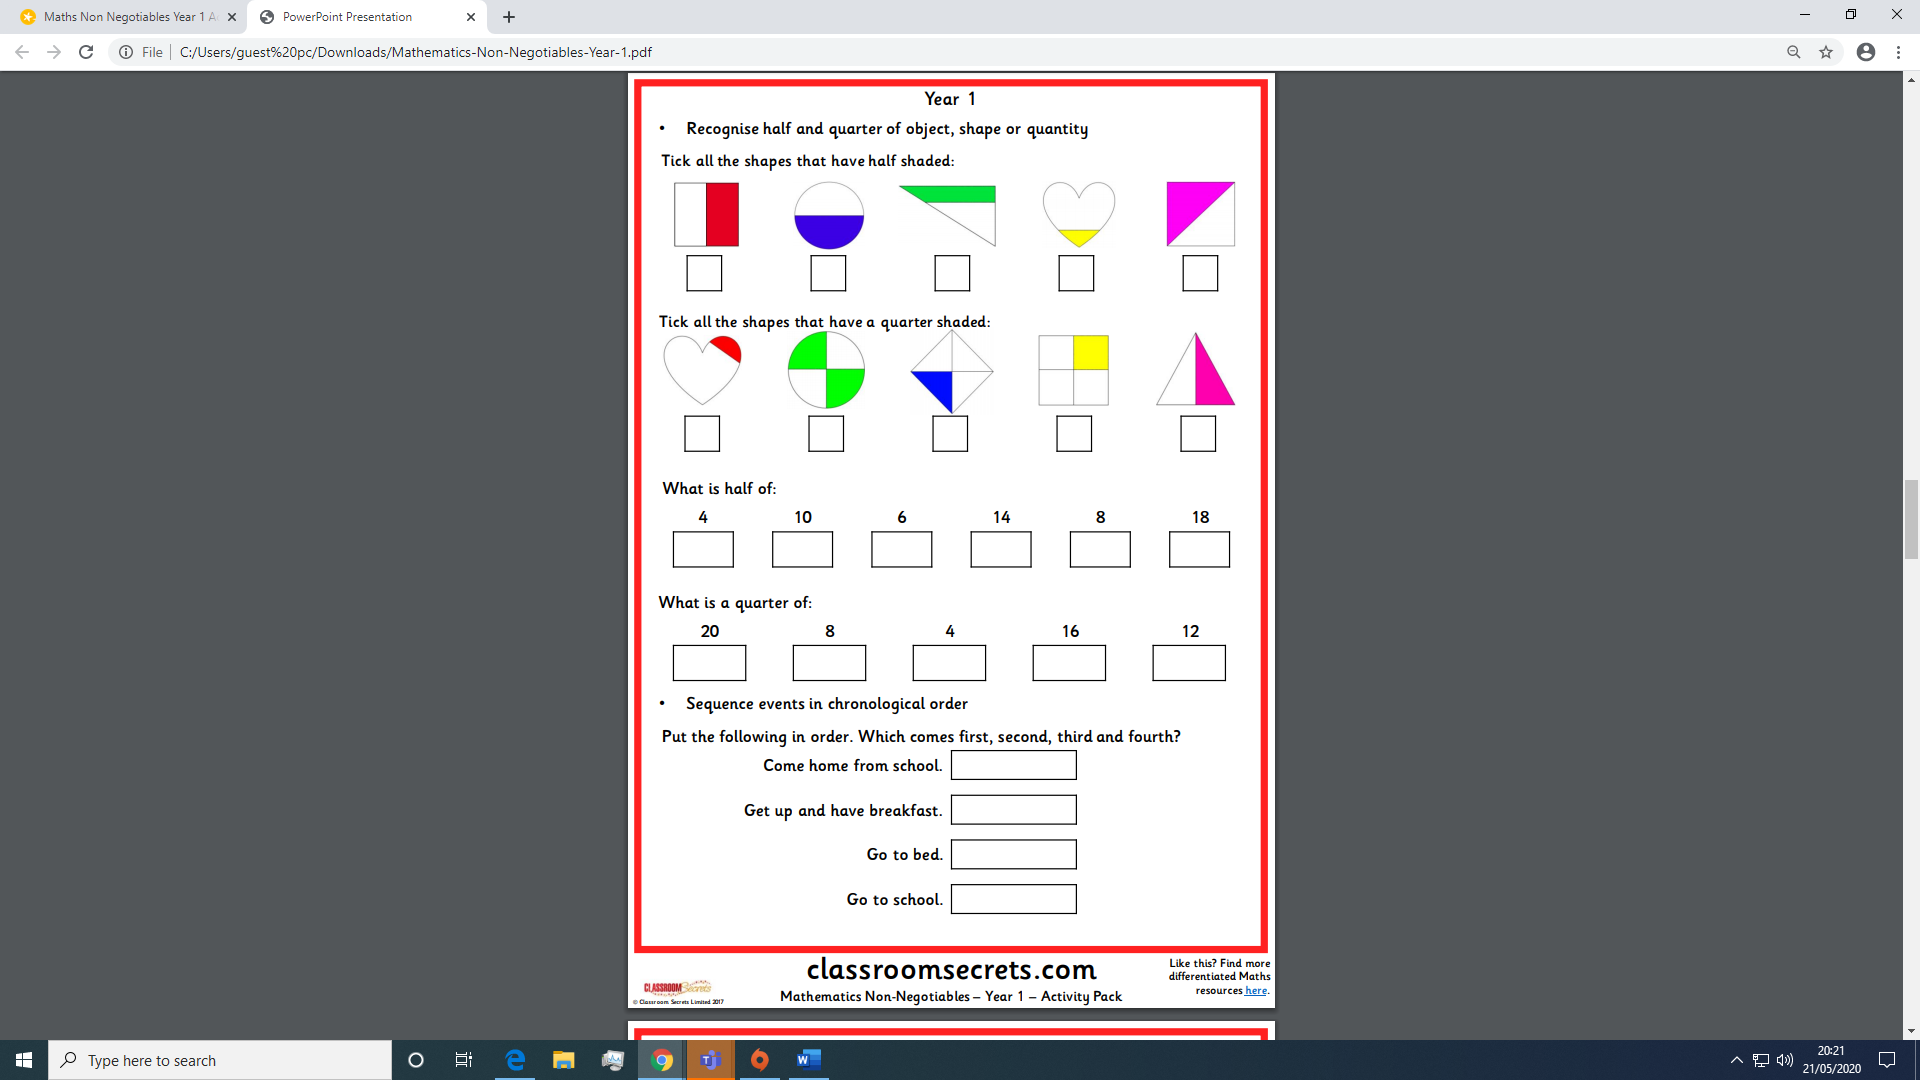 Maths Non Negotiables Year 1 A
PowerPoint Presentation
File C:/Users/guest%20pc/Downloads/Mathematics-Non-Negotiables-Year-1.pdf
Year 1
• Recognise half and quarter of object, shape or quantity
Tick all the shapes that have half shaded:
Tick all the shapes that have a quarter shaded:
What is half of:
4 10 6 14 8 18
What is a quarter of:
20 8 4 16 12
• Sequence events in chronological order
Put the following in order. Which comes first, second, third and fourth?
Come home from school.
Get up and have breakfast.
Go to bed.
Go to school.
classroomsecrets.com
Mathematics Non-Negotiables – Year 1 – Activity Pack
CLASSROOM Secrets
© Classroom Secrets Limited 2017
Like this? Find more
differentiated Maths
resources here.
Type here to search
20:21
21/05/2020